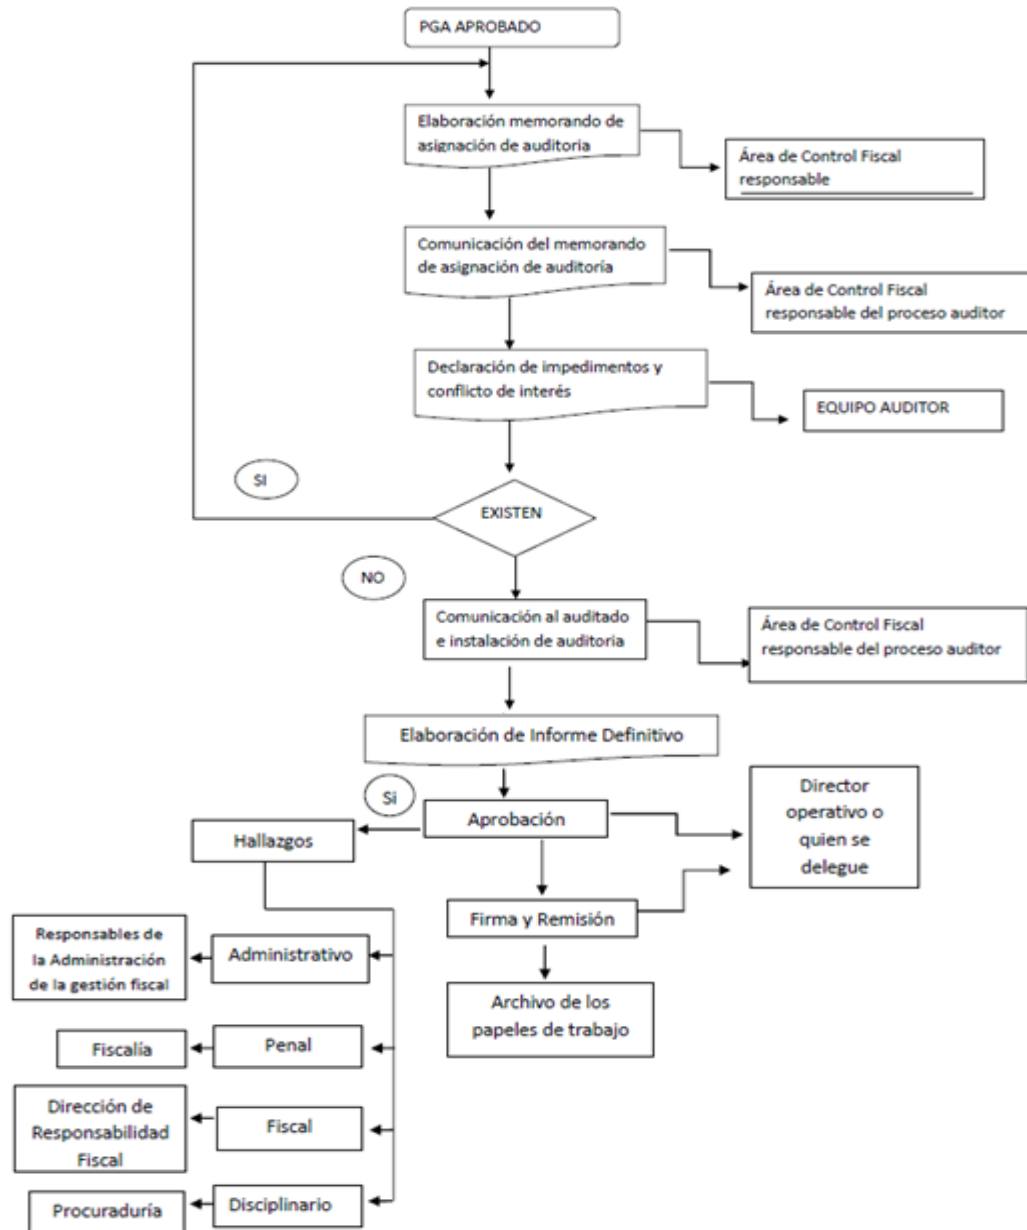 PGA APROBADO
Elaboración memorando de
asignación de auditoria
Área de Control Fiscal
responsable
Comunicación del memorando
de asignación de auditoría
Área de Control Fiscal
responsable del proceso auditor
Declaración de impedimentos y
conflicto de interés
EQUIPO AUDITOR
SI
EXISTEN
NO
Comunicación al auditado
e instalación de auditoria
Área de Control Fiscal
responsable del proceso auditor
Elaboración de Informe Definitivo
Si
Aprobación
Director
operativo o
quien se
delegue
Hallazgos
Firma y Remisión
Responsables de
la Administración
de la gestión fiscal
Administrativo
Archivo de los
papeles de trabajo
Fiscalía
Penal
Dirección de
Responsabilidad
Fiscal
Fiscal
Procuraduría
Disciplinario